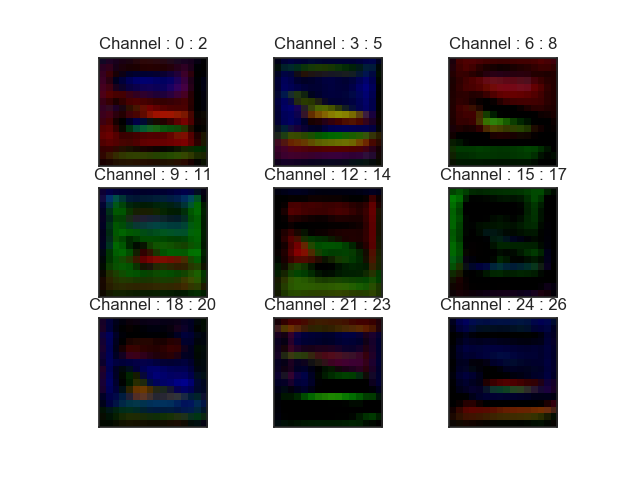 Channel : 0 : 2
Channel : 3 : 5
Channel : 6 : 8
Channel : 9 : 11
Channel : 12 : 14
Channel : 15 : 17
Channel : 18 : 20
Channel : 21 : 23
Channel : 24 : 26